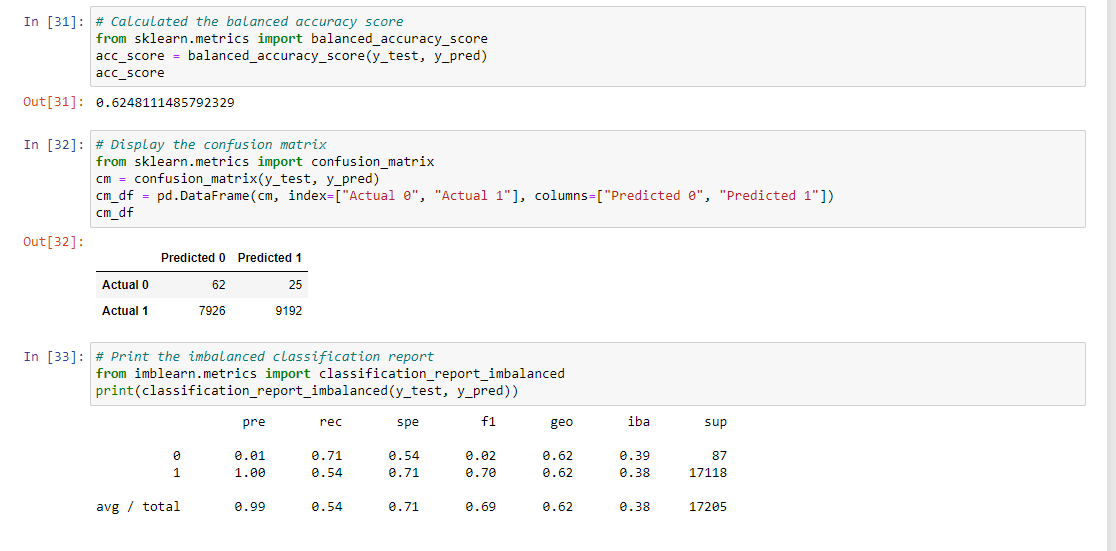 In [31]: # Calculated the balanced accuracy score
from sklearn.metrics import balanced_accuracy_score
acc_score = balanced_accuracy_score(y_test, y_pred)
acc_score
Out[31]: 0.6248111485792329
In [32]: # Display the confusion matrix
from sklearn.metrics import confusion_matrix
cm = confusion_matrix(y_test, y_pred)
cm_df = pd.DataFrame(cm, index=["Actual 0", "Actual 1"], columns=["Predicted 0", "Predicted 1"])
cm_df
Out[32]:
Predicted 0 Predicted 1
Actual 0 62 25
Actual 1 7926 9192
In [33]: # Print the imbalanced classification report
from imblearn.metrics import classification_report_imbalanced
print(classification_report_imbalanced(y_test, y_pred))
pre rec spe f1 geo iba sup
0 0.01 0.71 0.54 0.02 0.62 0.39 87
1 1.00 0.54 0.71 0.70 0.62 0.38 17118
avg / total 0.99 0.54 0.71 0.69 0.62 0.38 17205